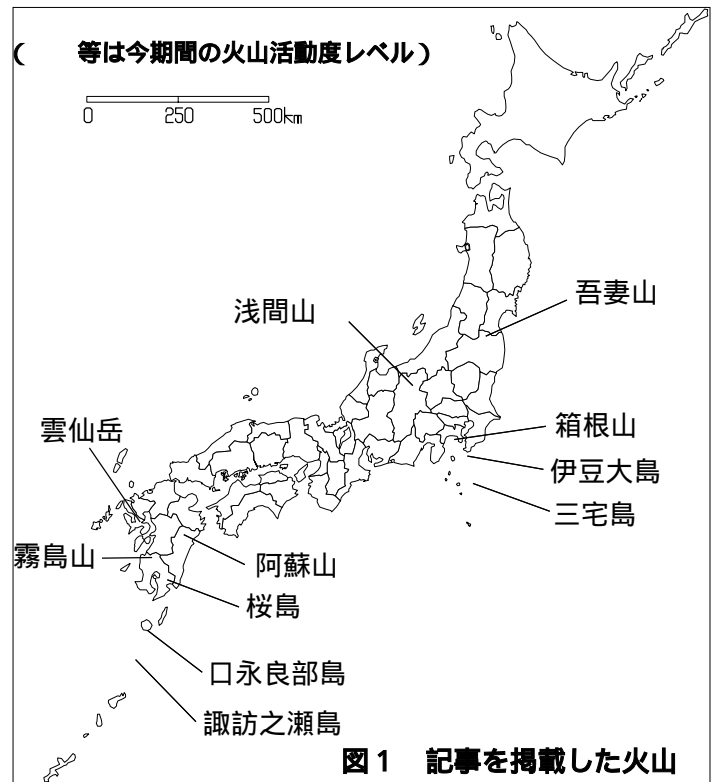 (　　等は今期間の火山活動度レベル)
0 250 500km
吾妻山
浅間山
雲仙岳
箱根山
伊豆大島
三宅島
霧島山
阿蘇山
桜島
口永良部島
諏訪之瀬島
図1　記事を掲載した火山